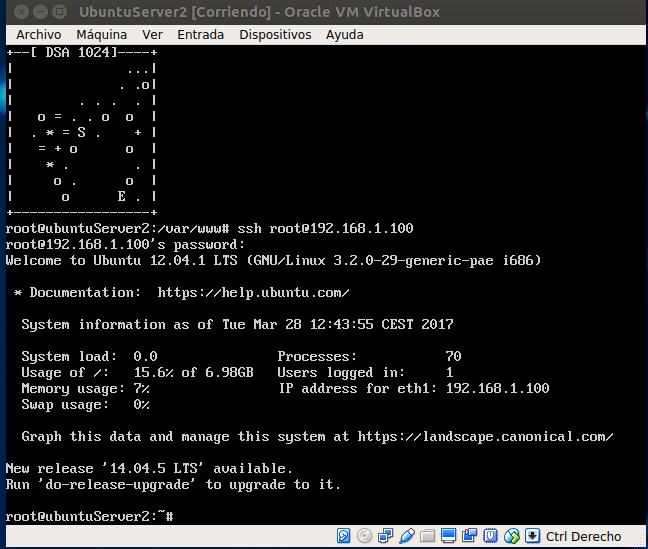 UbuntuServer2 [Corriendo] - Oracle VM VirtualBox
Archivo Máquina Ver Entrada Dispositivos Ayuda
+--[ DSA 1024]----+
|              ...|
|             . .o|
|        . . .  . |
|   o = . . o  o  |
|  . * = S .    + |
|   = + o      o  |
|    * .        . |
|     o .      o  |
|      o      E . |
+-----------------+
root@ubuntuServer2:/var/www# ssh root@192.168.1.100
root@192.168.1.100's password:
Welcome to Ubuntu 12.04.1 LTS (GNU/Linux 3.2.0-29-generic-pae i686)
* Documentation:  https://help.ubuntu.com/
System information as of Tue Mar 28 12:43:55 CEST 2017
System load:  0.0                Processes:           70
Usage of /:   15.6% of 6.98GB   Users logged in:     1
Memory usage: 7%                IP address for eth1: 192.168.1.100
Swap usage:   0%
Graph this data and manage this system at https://landscape.canonical.com/
New release '14.04.5 LTS' available.
Run 'do-release-upgrade' to upgrade to it.
root@ubuntuServer2:~#
Ctrl Derecho